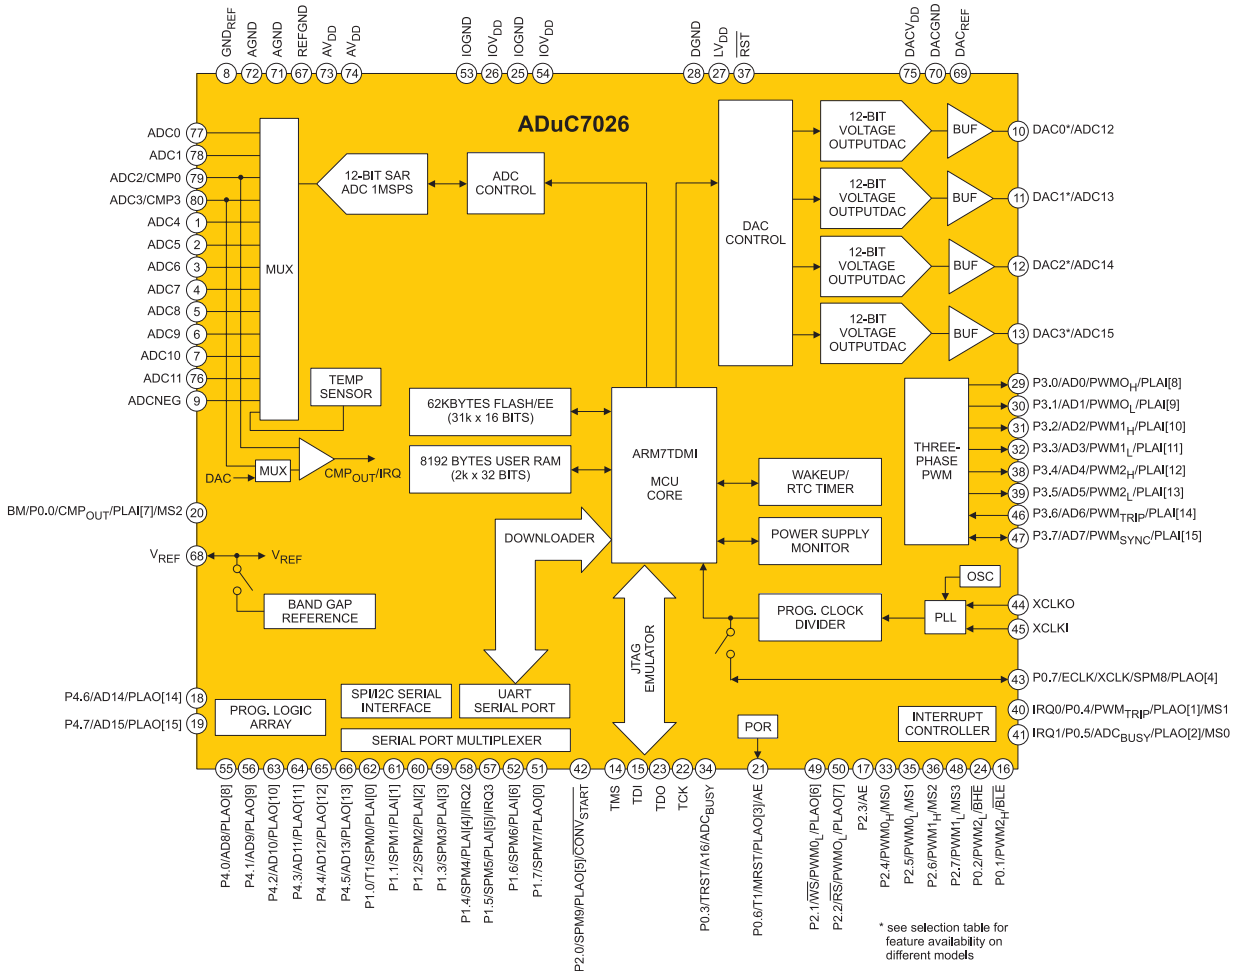 GNDREF
AGND
AGND
REFGND
AVDD
AVDD
IOGND
IOVDD
IOGND
IOVDD
DGND
LVDD
RST
DACVDD
DACGND
DACREF
8
72
71
67
73
74
53
26
25
54
28
27
37
75
70
69
ADuC7026
ADC0
77
ADC1
78
ADC2/CMP0
79
ADC3/CMP3
80
ADC4
1
ADC5
2
ADC6
3
ADC7
4
ADC8
5
ADC9
6
ADC10
7
ADC11
76
ADCNEG
9
MUX
12-BIT SAR
ADC 1MSPS
ADC
CONTROL
DAC
CONTROL
12-BIT
VOLTAGE
OUTPUTDAC
BUF
10
DAC0*/ADC12
12-BIT
VOLTAGE
OUTPUTDAC
BUF
11
DAC1*/ADC13
12-BIT
VOLTAGE
OUTPUTDAC
BUF
12
DAC2*/ADC14
12-BIT
VOLTAGE
OUTPUTDAC
BUF
13
DAC3*/ADC15
TEMP
SENSOR
MUX
DAC
CMPOUT/IRQ
62KBYTES FLASH/EE
(31k x 16 BITS)
8192 BYTES USER RAM
(2k x 32 BITS)
ARM7TDMI
MCU
CORE
WAKEUP/
RTC TIMER
POWER SUPPLY
MONITOR
PROG. CLOCK
DIVIDER
THREE-
PHASE
PWM
29
P3.0/AD0/PWMOH/PLAI[8]
30
P3.1/AD1/PWMOL/PLAI[9]
31
P3.2/AD2/PWM1H/PLAI[10]
32
P3.3/AD3/PWM1L/PLAI[11]
38
P3.4/AD4/PWM2H/PLAI[12]
39
P3.5/AD5/PWM2L/PLAI[13]
46
P3.6/AD6/PWMTRIP/PLAI[14]
47
P3.7/AD7/PWMSYNC/PLAI[15]
BM/P0.0/CMPOUT/PLAI[7]/MS2
20
VREF
68
VREF
BAND GAP
REFERENCE
DOWNLOADER
JTAG
EMULATOR
OSC
PLL
44
XCLKO
45
XCLKI
43
P0.7/ECLK/XCLK/SPM8/PLAO[4]
40
IRQ0/P0.4/PWMTRIP/PLAO[1]/MS1
41
IRQ1/P0.5/ADCBUSY/PLAO[2]/MS0
P4.6/AD14/PLAO[14]
18
P4.7/AD15/PLAO[15]
19
PROG. LOGIC
ARRAY
SPI/I2C SERIAL
INTERFACE
UART
SERIAL PORT
SERIAL PORT MULTIPLEXER
POR
INTERRUPT
CONTROLLER
55
56
63
64
65
66
62
61
60
59
58
57
52
51
42
14
15
23
22
34
21
49
50
17
33
35
36
48
24
16
P4.0/AD8/PLAO[8]
P4.1/AD9/PLAO[9]
P4.2/AD10/PLAO[10]
P4.3/AD11/PLAO[11]
P4.4/AD12/PLAO[12]
P4.5/AD13/PLAO[13]
P1.0/T1/SPM0/PLAI[0]
P1.1/SPM1/PLAI[1]
P1.2/SPM2/PLAI[2]
P1.3/SPM3/PLAI[3]
P1.4/SPM4/PLAI[4]/IRQ2
P1.5/SPM5/PLAI[5]/IRQ3
P1.6/SPM6/PLAI[6]
P1.7/SPM7/PLAO[0]
P2.0/SPM9/PLAO[5]/CONVSTART
TMS
TDI
TDO
TCK
P0.3/TRST/A16/ADCBUSY
P0.6/T1/MRST/PLAO[3]/AE
P2.1/WS/PWM0L/PLAO[6]
P2.2/RS/PWMOL/PLAO[7]
P2.3/AE
P2.4/PWM0H/MS0
P2.5/PWM0L/MS1
P2.6/PWM1H/MS2
P2.7/PWM1L/MS3
P0.2/PWM2L/BHE
P0.1/PWM2H/BLE
* see selection table for
feature availability on
different models